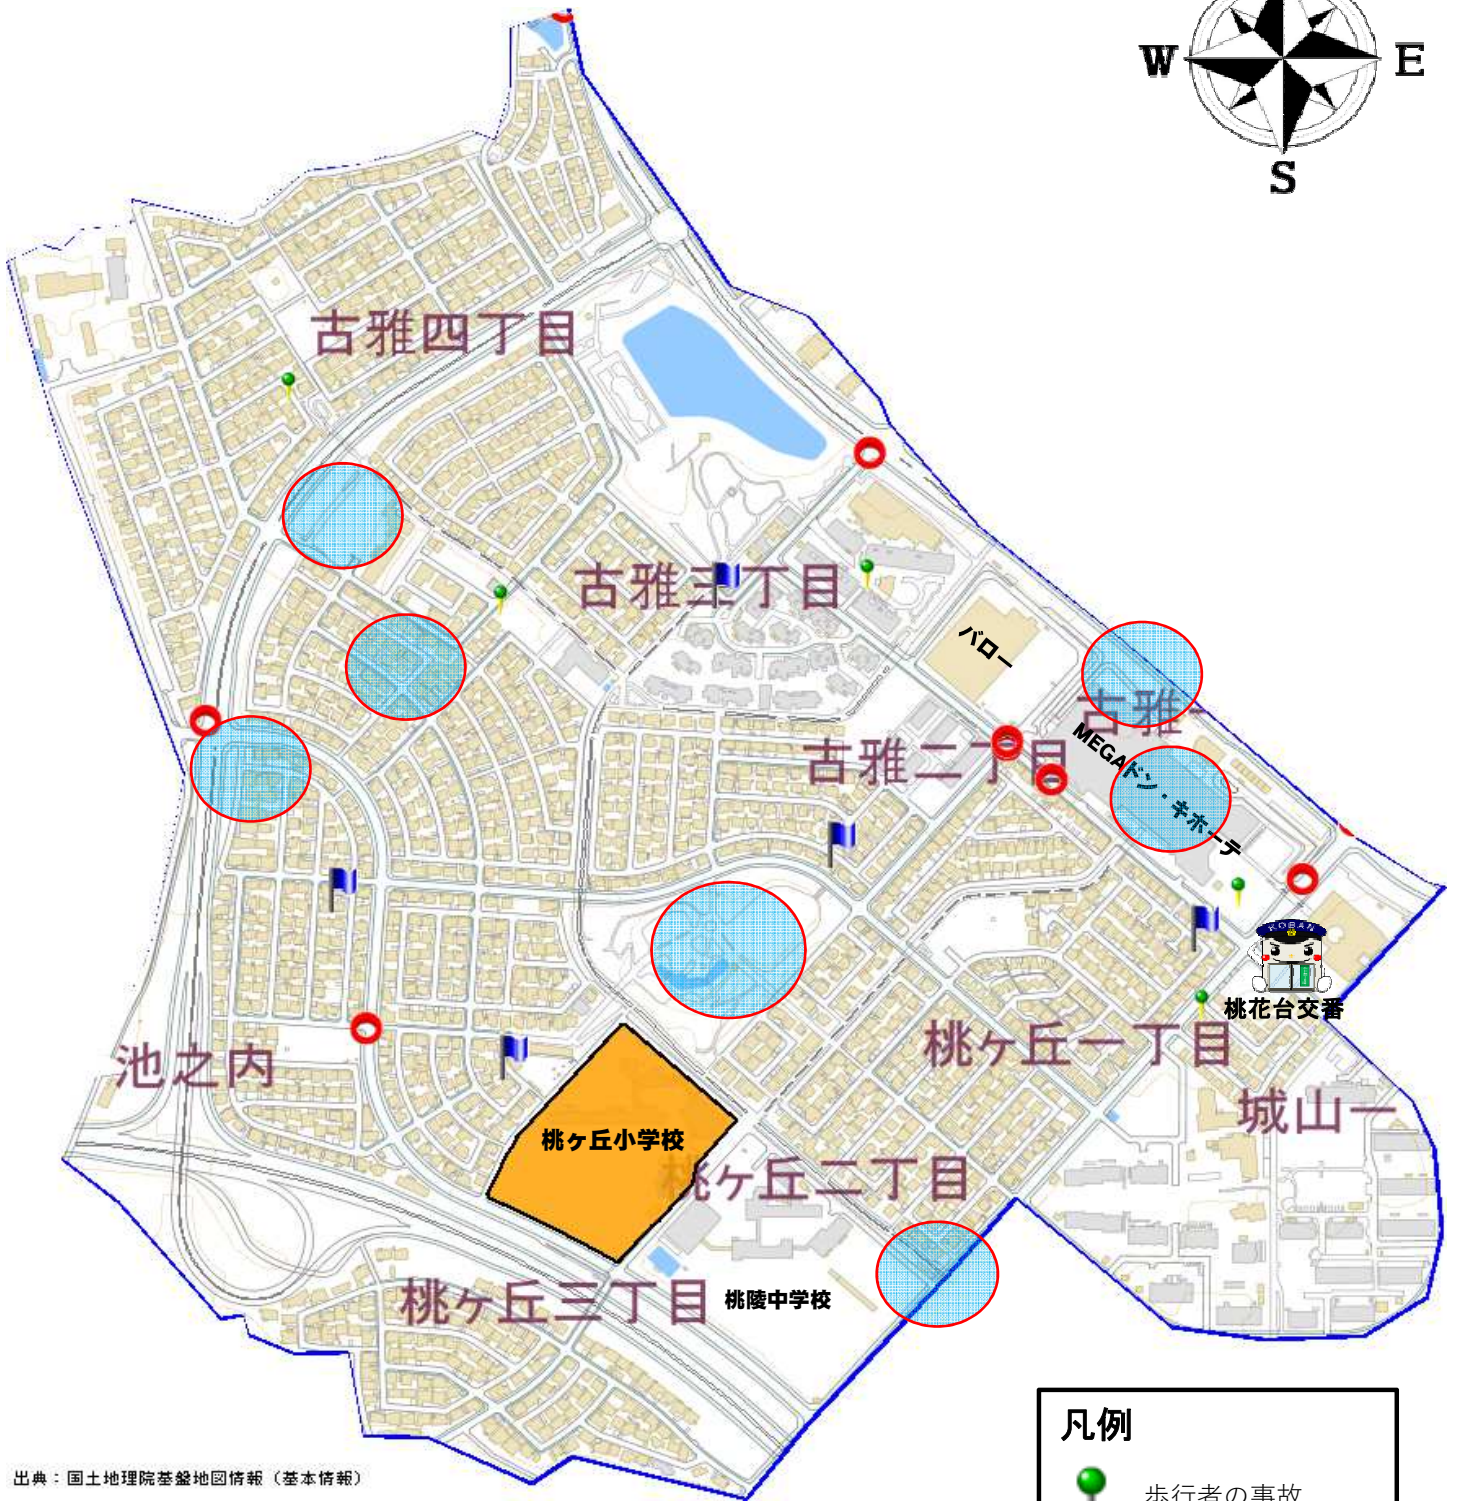 W
E
S
古雅四丁目
古雅三丁目
バロー
古雅一
MEGAドン・キホーテ
古雅二丁目
KOBAN
桃花台交番
桃ヶ丘一丁目
池之内
城山一
桃ヶ丘小学校
桃ヶ丘二丁目
桃ヶ丘三丁目
桃陵中学校
凡例
歩行者の事故
出典：国土地理院基盤地図情報（基本情報）